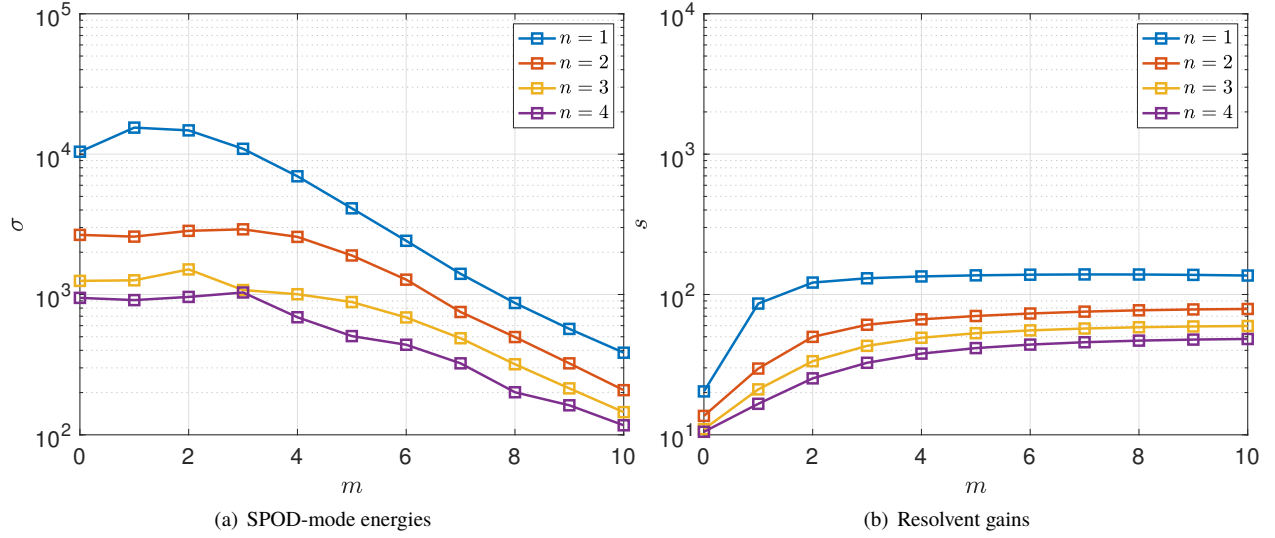 10^5
10^4
10^3
10^2
σ
0 2 4 6 8 10
m
n = 1
n = 2
n = 3
n = 4
(a) SPOD-mode energies
10^4
10^3
10^2
10^1
s
0 2 4 6 8 10
m
n = 1
n = 2
n = 3
n = 4
(b) Resolvent gains